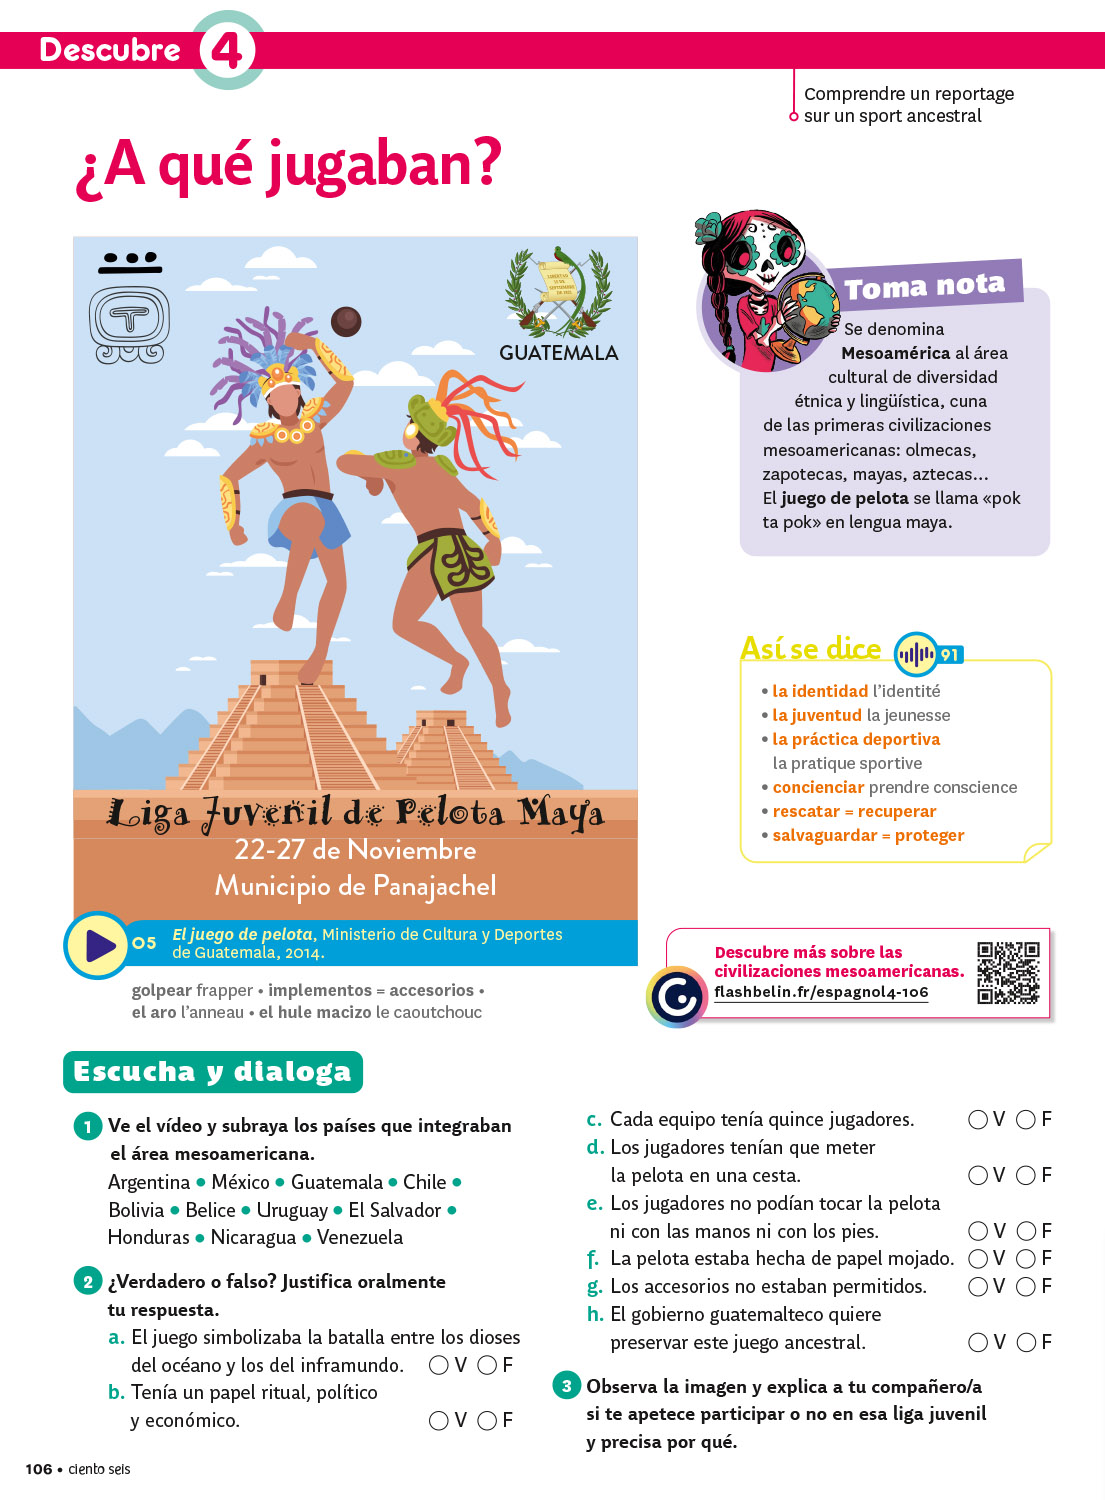 Descubre 4
Comprendre un reportage
sur un sport ancestral
¿A qué jugaban?
GUATEMALA
Liga Juvenil de Pelota Maya
22-27 de Noviembre
Municipio de Panajachel
05 El juego de pelota, Ministerio de Cultura y Deportes
de Guatemala, 2014.
golpear frapper • implementos = accesorios •
el aro l'anneau • el hule macizo le caoutchouc
Toma nota
Se denomina
Mesoamérica al área
cultural de diversidad
étnica y lingüística, cuna
de las primeras civilizaciones
mesoamericanas: olmecas,
zapotecas, mayas, aztecas...
El juego de pelota se llama «pok
ta pok» en lengua maya.
Así se dice 91
• la identidad l'identité
• la juventud la jeunesse
• la práctica deportiva
la pratique sportive
• concienciar prendre conscience
• rescatar = recuperar
• salvaguardar = proteger
Descubre más sobre las
civilizaciones mesoamericanas.
flashbelin.fr/espagnol4-106
Escucha y dialoga
1 Ve el vídeo y subraya los países que integraban
el área mesoamericana.
Argentina • México • Guatemala • Chile •
Bolivia • Belice • Uruguay • El Salvador •
Honduras • Nicaragua • Venezuela
2 ¿Verdadero o falso? Justifica oralmente
tu respuesta.
a. El juego simbolizaba la batalla entre los dioses
del océano y los del inframundo. V F
b. Tenía un papel ritual, político
y económico. V F
c. Cada equipo tenía quince jugadores. V F
d. Los jugadores tenían que meter
la pelota en una cesta. V F
e. Los jugadores no podían tocar la pelota
ni con las manos ni con los pies. V F
f. La pelota estaba hecha de papel mojado. V F
g. Los accesorios no estaban permitidos. V F
h. El gobierno guatemalteco quiere
preservar este juego ancestral. V F
3 Observa la imagen y explica a tu compañero/a
si te apetece participar o no en esa liga juvenil
y precisa por qué.
106 • ciento seis